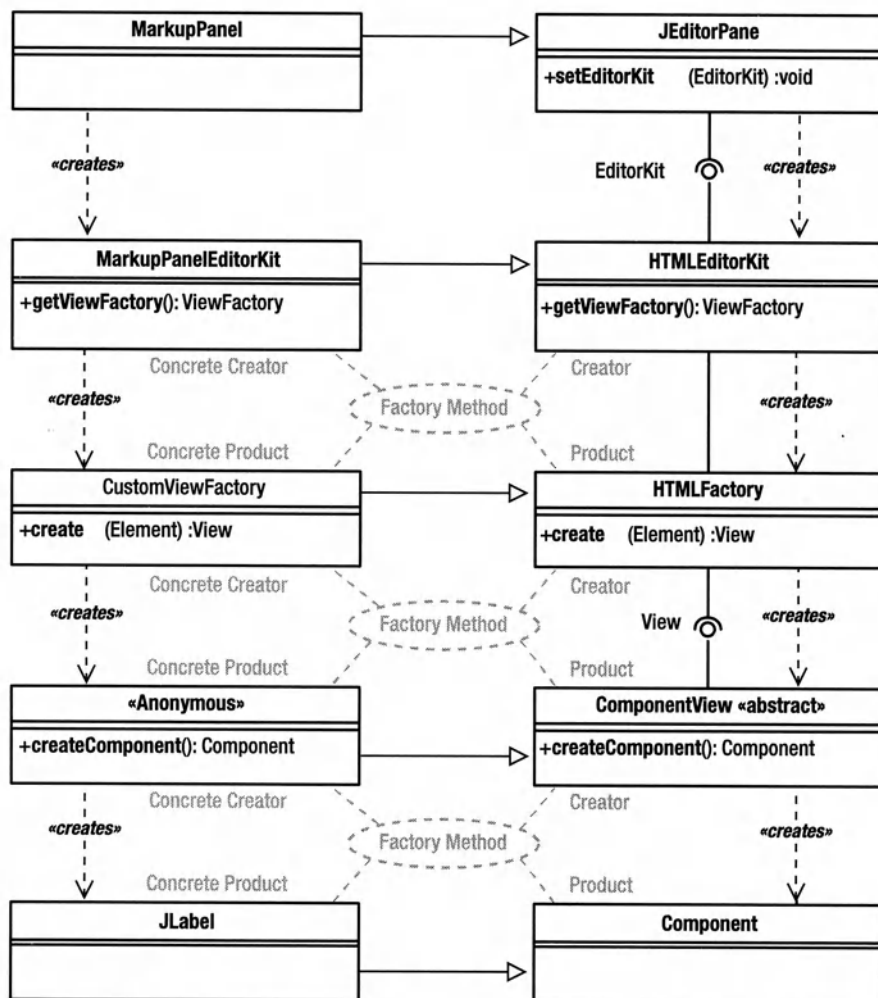 MarkupPanel
JEditorPane
+setEditorKit (EditorKit) :void
«creates»
EditorKit
«creates»
MarkupPanelEditorKit
HTMLEditorKit
+getViewFactory(): ViewFactory
+getViewFactory(): ViewFactory
Concrete Creator
Creator
«creates»
Factory Method
«creates»
Concrete Product
Product
CustomViewFactory
HTMLFactory
+create (Element) :View
+create (Element) :View
Concrete Creator
Creator
«creates»
Factory Method
View
«creates»
Concrete Product
Product
«Anonymous»
ComponentView «abstract»
+createComponent(): Component
+createComponent(): Component
Concrete Creator
Creator
«creates»
Factory Method
«creates»
Concrete Product
Product
JLabel
Component